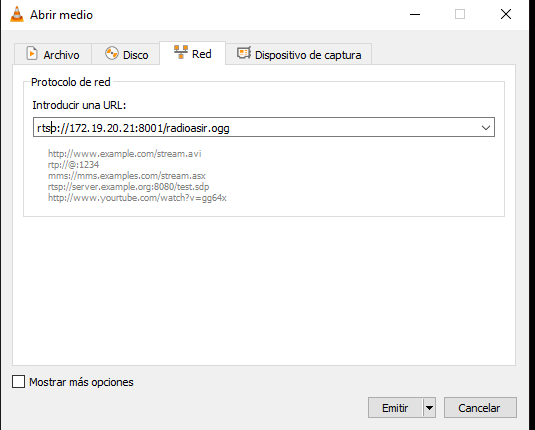 Abrir medio
Archivo
Disco
Red
Dispositivo de captura
Protocolo de red
Introducir una URL:
rtsp://172.19.20.21:8001/radioasir.ogg
http://www.example.com/stream.avi
rtp://@:1234
mms://mms.examples.com/stream.asx
rtsp://server.example.org:8080/test.sdp
http://www.yourtube.com/watch?v=gg64x
Mostrar más opciones
Emitir
Cancelar